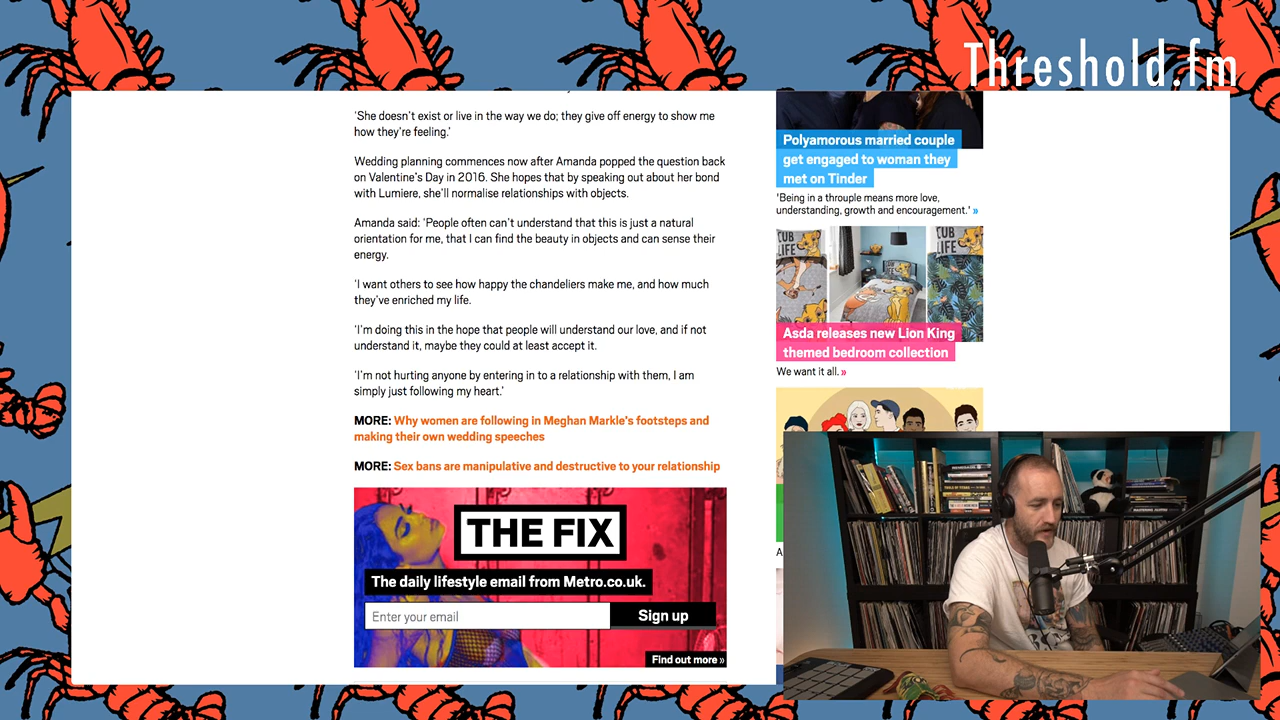 Threshold.fm
'She doesn't exist or live in the way we do; they give off energy to show me
how they're feeling.'
Wedding planning commences now after Amanda popped the question back
on Valentine's Day in 2016. She hopes that by speaking out about her bond
with Lumiere, she'll normalise relationships with objects.
Amanda said: 'People often can't understand that this is just a natural
orientation for me, that I can find the beauty in objects and can sense their
energy.
'I want others to see how happy the chandeliers make me, and how much
they've enriched my life.
'I'm doing this in the hope that people will understand our love, and if not
understand it, maybe they could at least accept it.
'I'm not hurting anyone by entering in to a relationship with them, I am
simply just following my heart.'
MORE: Why women are following in Meghan Markle's footsteps and
making their own wedding speeches
MORE: Sex bans are manipulative and destructive to your relationship
THE FIX
The daily lifestyle email from Metro.co.uk.
Enter your email
Sign up
Find out more »
Polyamorous married couple
get engaged to woman they
met on Tinder
'Being in a throuple means more love,
understanding, growth and encouragement.' »
CUB
LIFE
CUB
LIFE
Asda releases new Lion King
themed bedroom collection
We want it all. »
A